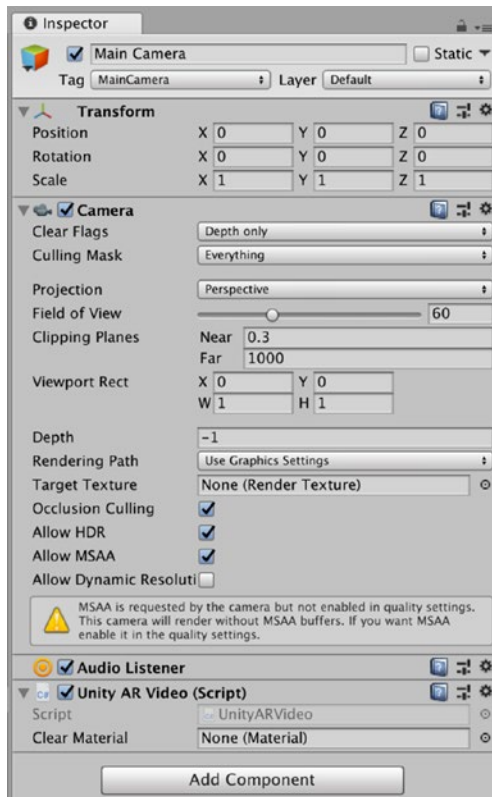 Inspector
Main Camera Static
Tag MainCamera Layer Default
Transform
Position X 0 Y 0 Z 0
Rotation X 0 Y 0 Z 0
Scale X 1 Y 1 Z 1
Camera
Clear Flags Depth only
Culling Mask Everything
Projection Perspective
Field of View 60
Clipping Planes Near 0.3
Far 1000
Viewport Rect X 0 Y 0
W 1 H 1
Depth -1
Rendering Path Use Graphics Settings
Target Texture None (Render Texture)
Occlusion Culling
Allow HDR
Allow MSAA
Allow Dynamic Resoluti
MSAA is requested by the camera but not enabled in quality settings.
This camera will render without MSAA buffers. If you want MSAA
enable it in the quality settings.
Audio Listener
C# Unity AR Video (Script)
Script UnityARVideo
Clear Material None (Material)
Add Component